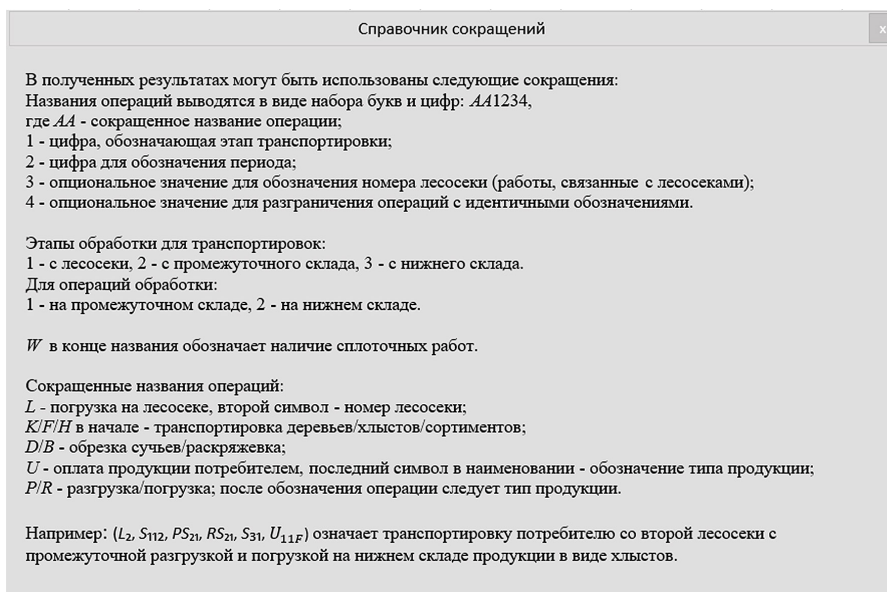 Справочник сокращений
x
В полученных результатах могут быть использованы следующие сокращения:
Названия операций выводятся в виде набора букв и цифр: AA1234,
где AA - сокращенное название операции;
1 - цифра, обозначающая этап транспортировки;
2 - цифра для обозначения периода;
3 - опциональное значение для обозначения номера лесосеки (работы, связанные с лесосеками);
4 - опциональное значение для разграничения операций с идентичными обозначениями.
Этапы обработки для транспортировок:
1 - с лесосеки, 2 - с промежуточного склада, 3 - с нижнего склада.
Для операций обработки:
1 - на промежуточном складе, 2 - на нижнем складе.
W в конце названия обозначает наличие сплоточных работ.
Сокращенные названия операций:
L - погрузка на лесосеке, второй символ - номер лесосеки;
K/F/H в начале - транспортировка деревьев/хлыстов/сортиментов;
D/B - обрезка сучьев/раскряжевка;
U - оплата продукции потребителем, последний символ в наименовании - обозначение типа продукции;
P/R - разгрузка/погрузка; после обозначения операции следует тип продукции.
Например: (L₂, S₁₁₂, PS₂₁, RS₂₁, S₃₁, U₁₁F) означает транспортировку потребителю со второй лесосеки с
промежуточной разгрузкой и погрузкой на нижнем складе продукции в виде хлыстов.